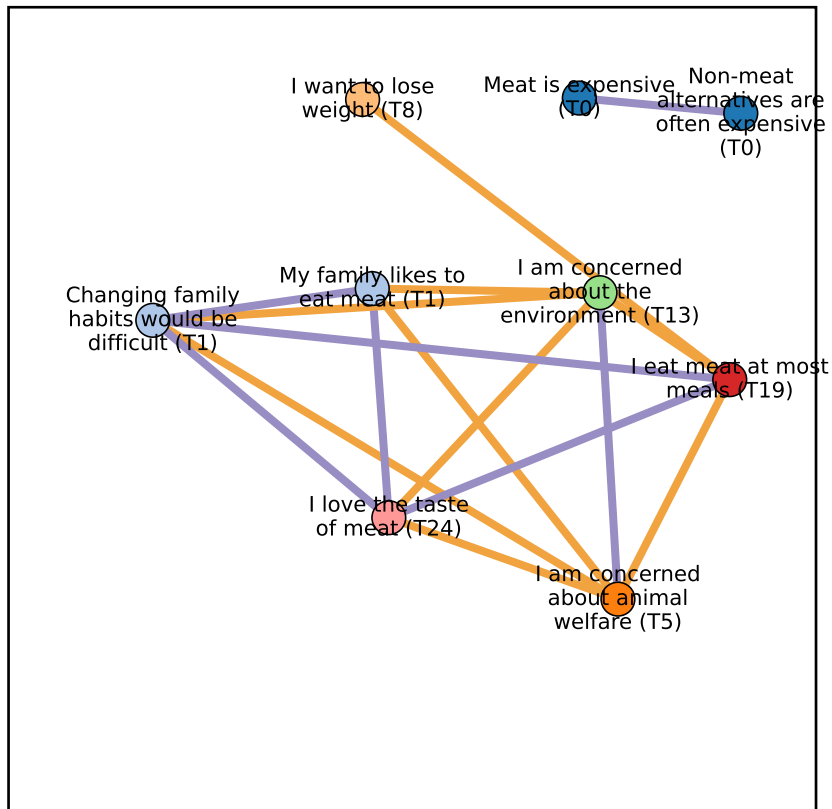 I want to lose
weight (T8)
Meat is expensive
(T0)
Non-meat
alternatives are
often expensive
(T0)
Changing family
habits would be
difficult (T1)
My family likes to
eat meat (T1)
I am concerned
about the
environment (T13)
I eat meat at most
meals (T19)
I love the taste
of meat (T24)
I am concerned
about animal
welfare (T5)